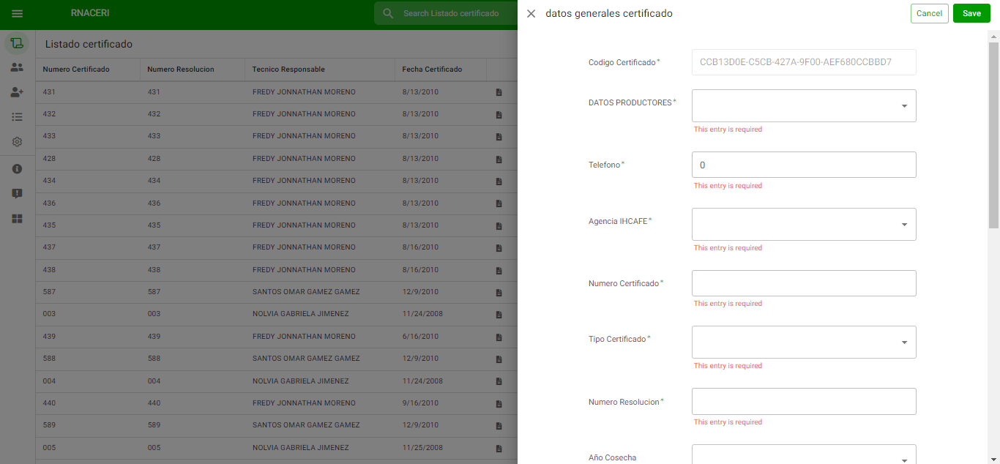 RNACERI
Search Listado certificado
datos generales certificado
Cancel
Save
Listado certificado
Numero Certificado Numero Resolucion Tecnico Responsable Fecha Certificado
431 431 FREDY JONNATHAN MORENO 8/13/2010
432 432 FREDY JONNATHAN MORENO 8/13/2010
433 433 FREDY JONNATHAN MORENO 8/13/2010
428 428 FREDY JONNATHAN MORENO 8/13/2010
434 434 FREDY JONNATHAN MORENO 8/13/2010
436 436 FREDY JONNATHAN MORENO 8/13/2010
435 435 FREDY JONNATHAN MORENO 8/13/2010
437 437 FREDY JONNATHAN MORENO 8/16/2010
438 438 FREDY JONNATHAN MORENO 8/16/2010
587 587 SANTOS OMAR GAMEZ GAMEZ 12/9/2010
003 003 NOLVIA GABRIELA JIMENEZ 11/24/2008
439 439 FREDY JONNATHAN MORENO 6/16/2010
588 588 SANTOS OMAR GAMEZ GAMEZ 12/9/2010
004 004 NOLVIA GABRIELA JIMENEZ 11/24/2008
440 440 FREDY JONNATHAN MORENO 9/16/2010
589 589 SANTOS OMAR GAMEZ GAMEZ 12/9/2010
005 005 NOLVIA GABRIELA JIMENEZ 11/25/2008
Codigo Certificado* CCB13D0E-C5CB-427A-9F00-AEF680CCBBD7
DATOS PRODUCTORES*
This entry is required
Telefono* 0
This entry is required
Agencia IHCAFE*
This entry is required
Numero Certificado*
This entry is required
Tipo Certificado*
This entry is required
Numero Resolucion*
This entry is required
Año Cosecha